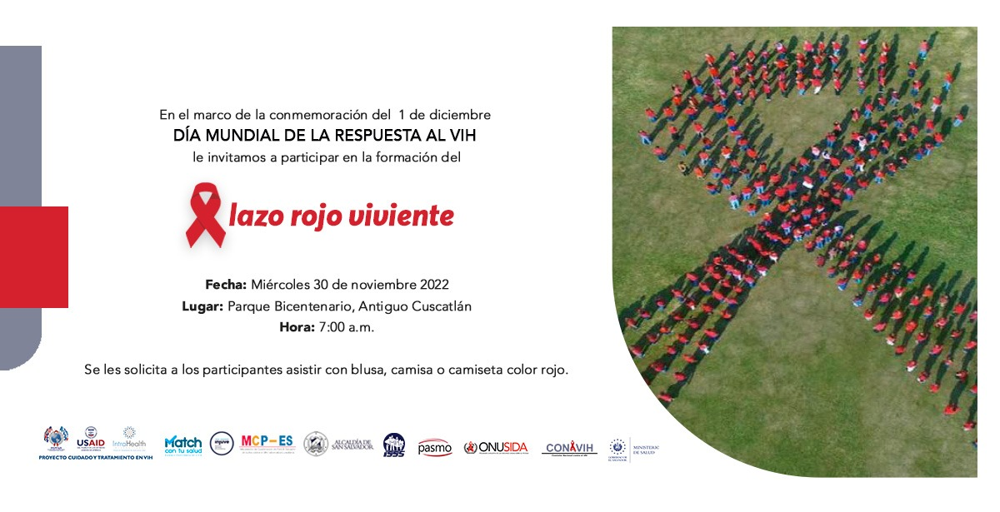 En el marco de la conmemoración del 1 de diciembre
DÍA MUNDIAL DE LA RESPUESTA AL VIH
le invitamos a participar en la formación del
lazo rojo viviente
Fecha: Miércoles 30 de noviembre 2022
Lugar: Parque Bicentenario, Antiguo Cuscatlán
Hora: 7:00 a.m.
Se les solicita a los participantes asistir con blusa, camisa o camiseta color rojo.
USAID
IntraHealth
PROYECTO CUIDADO Y TRATAMIENTO EN VIH
Match
con tu salud
MCP-ES
ALCALDÍA DE
SAN SALVADOR
1995
pasmo
ONUSIDA
CONAVIH
MINISTERIO
DE SALUD